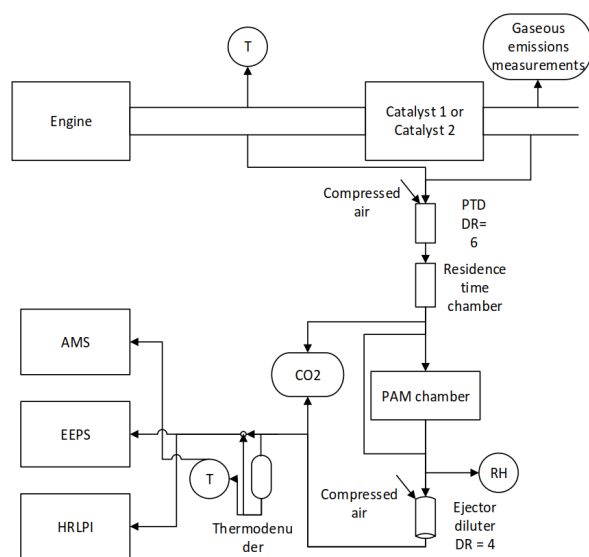 T
Gaseous
emissions
measurements
Engine
Catalyst 1 or
Catalyst 2
Compressed
air
PTD
DR=
6
Residence
time
chamber
AMS
CO2
PAM chamber
EEPS
T
RH
HRLPI
Thermodenu
der
Compressed
air
Ejector
diluter
DR = 4